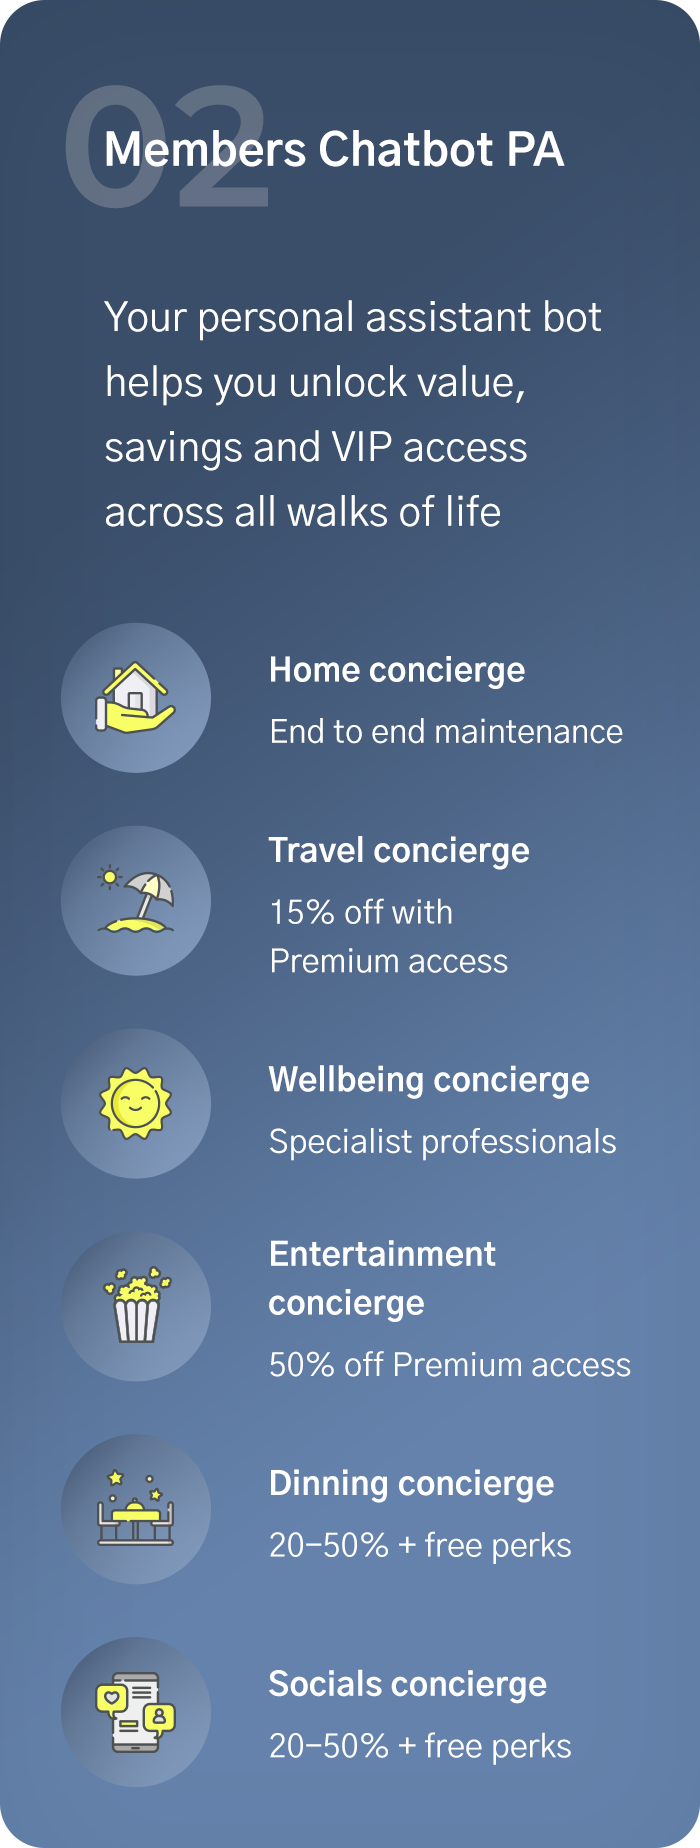 02
Members Chatbot PA
Your personal assistant bot
helps you unlock value,
savings and VIP access
across all walks of life
Home concierge
End to end maintenance
Travel concierge
15% off with
Premium access
Wellbeing concierge
Specialist professionals
Entertainment
concierge
50% off Premium access
Dinning concierge
20–50% + free perks
Socials concierge
20–50% + free perks